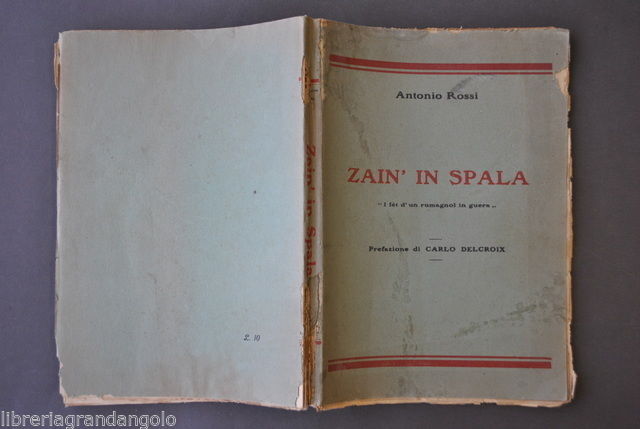 Antonio Rossi
ZAIN' IN SPALA
" I fët d'un rumagnol in guera „
Prefazione di CARLO DELCROIX
Zain' in Spala
2.10
libreriagrandangolo